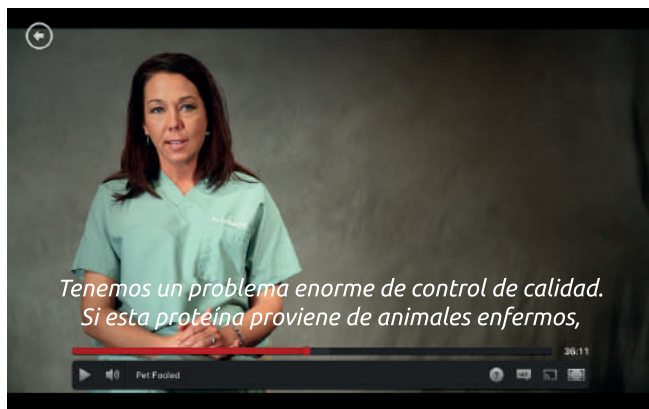 Tenemos un problema enorme de control de calidad.
Si esta proteína proviene de animales enfermos,
36:11
Pet Fooled